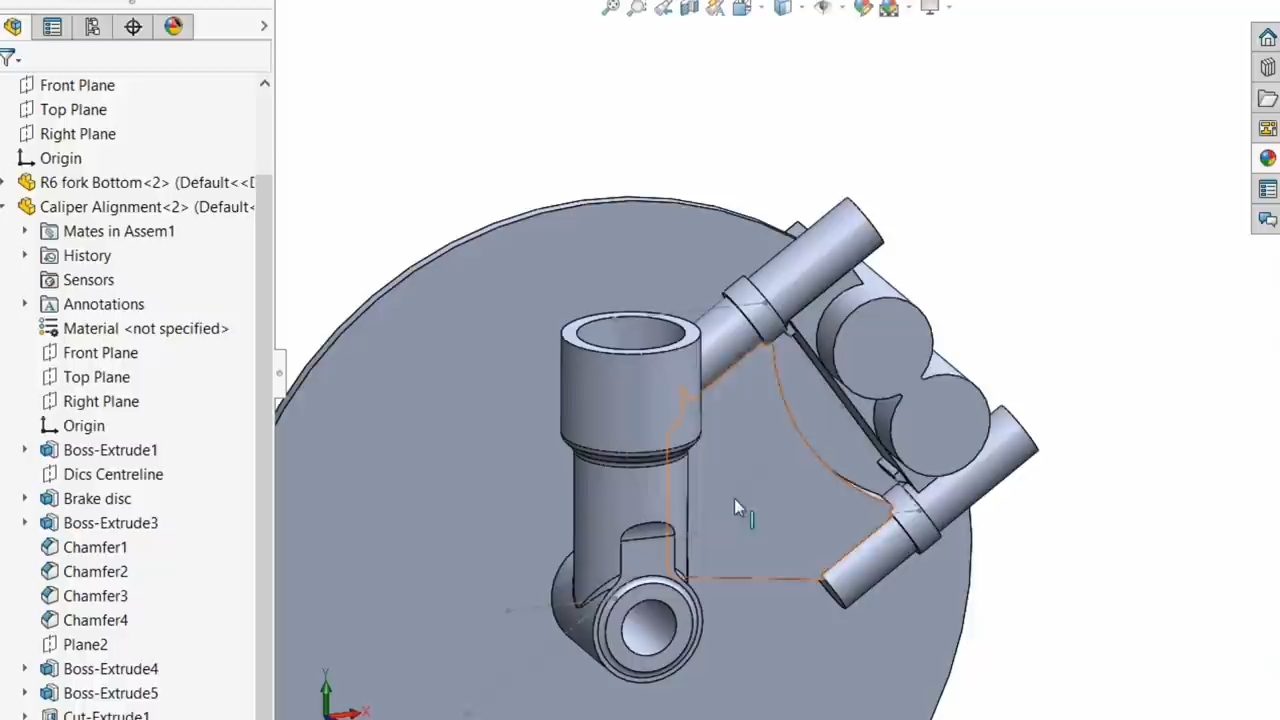 Front Plane
Top Plane
Right Plane
Origin
R6 fork Bottom<2> (Default<<D
Caliper Alignment<2> (Default<
Mates in Assem1
History
Sensors
Annotations
Material <not specified>
Front Plane
Top Plane
Right Plane
Origin
Boss-Extrude1
Dics Centreline
Brake disc
Boss-Extrude3
Chamfer1
Chamfer2
Chamfer3
Chamfer4
Plane2
Boss-Extrude4
Boss-Extrude5
Cut-Extrude1
Y
X